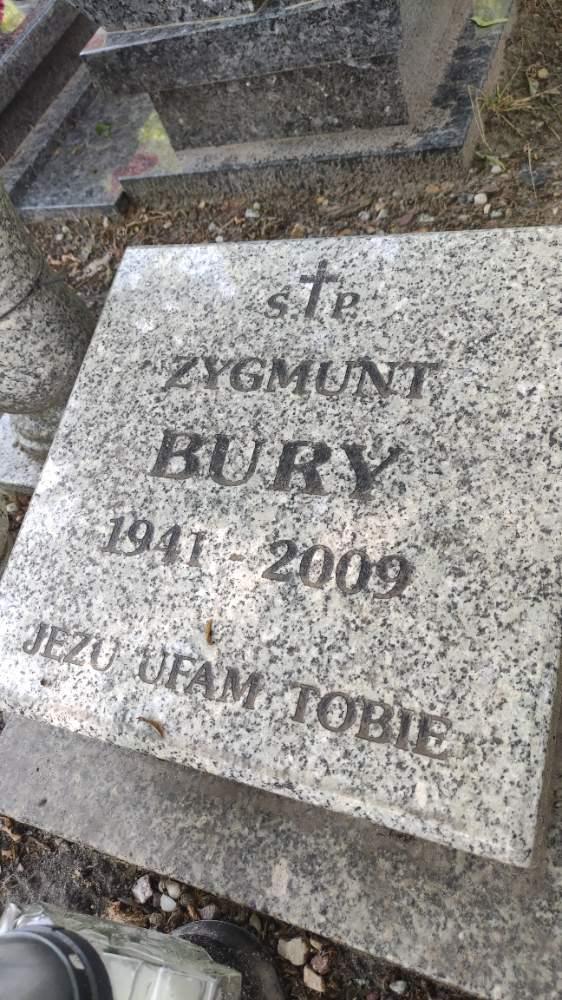 Ś P.
ZYGMUNT
BURY
1941 - 2009
JEZU UFAM TOBIE